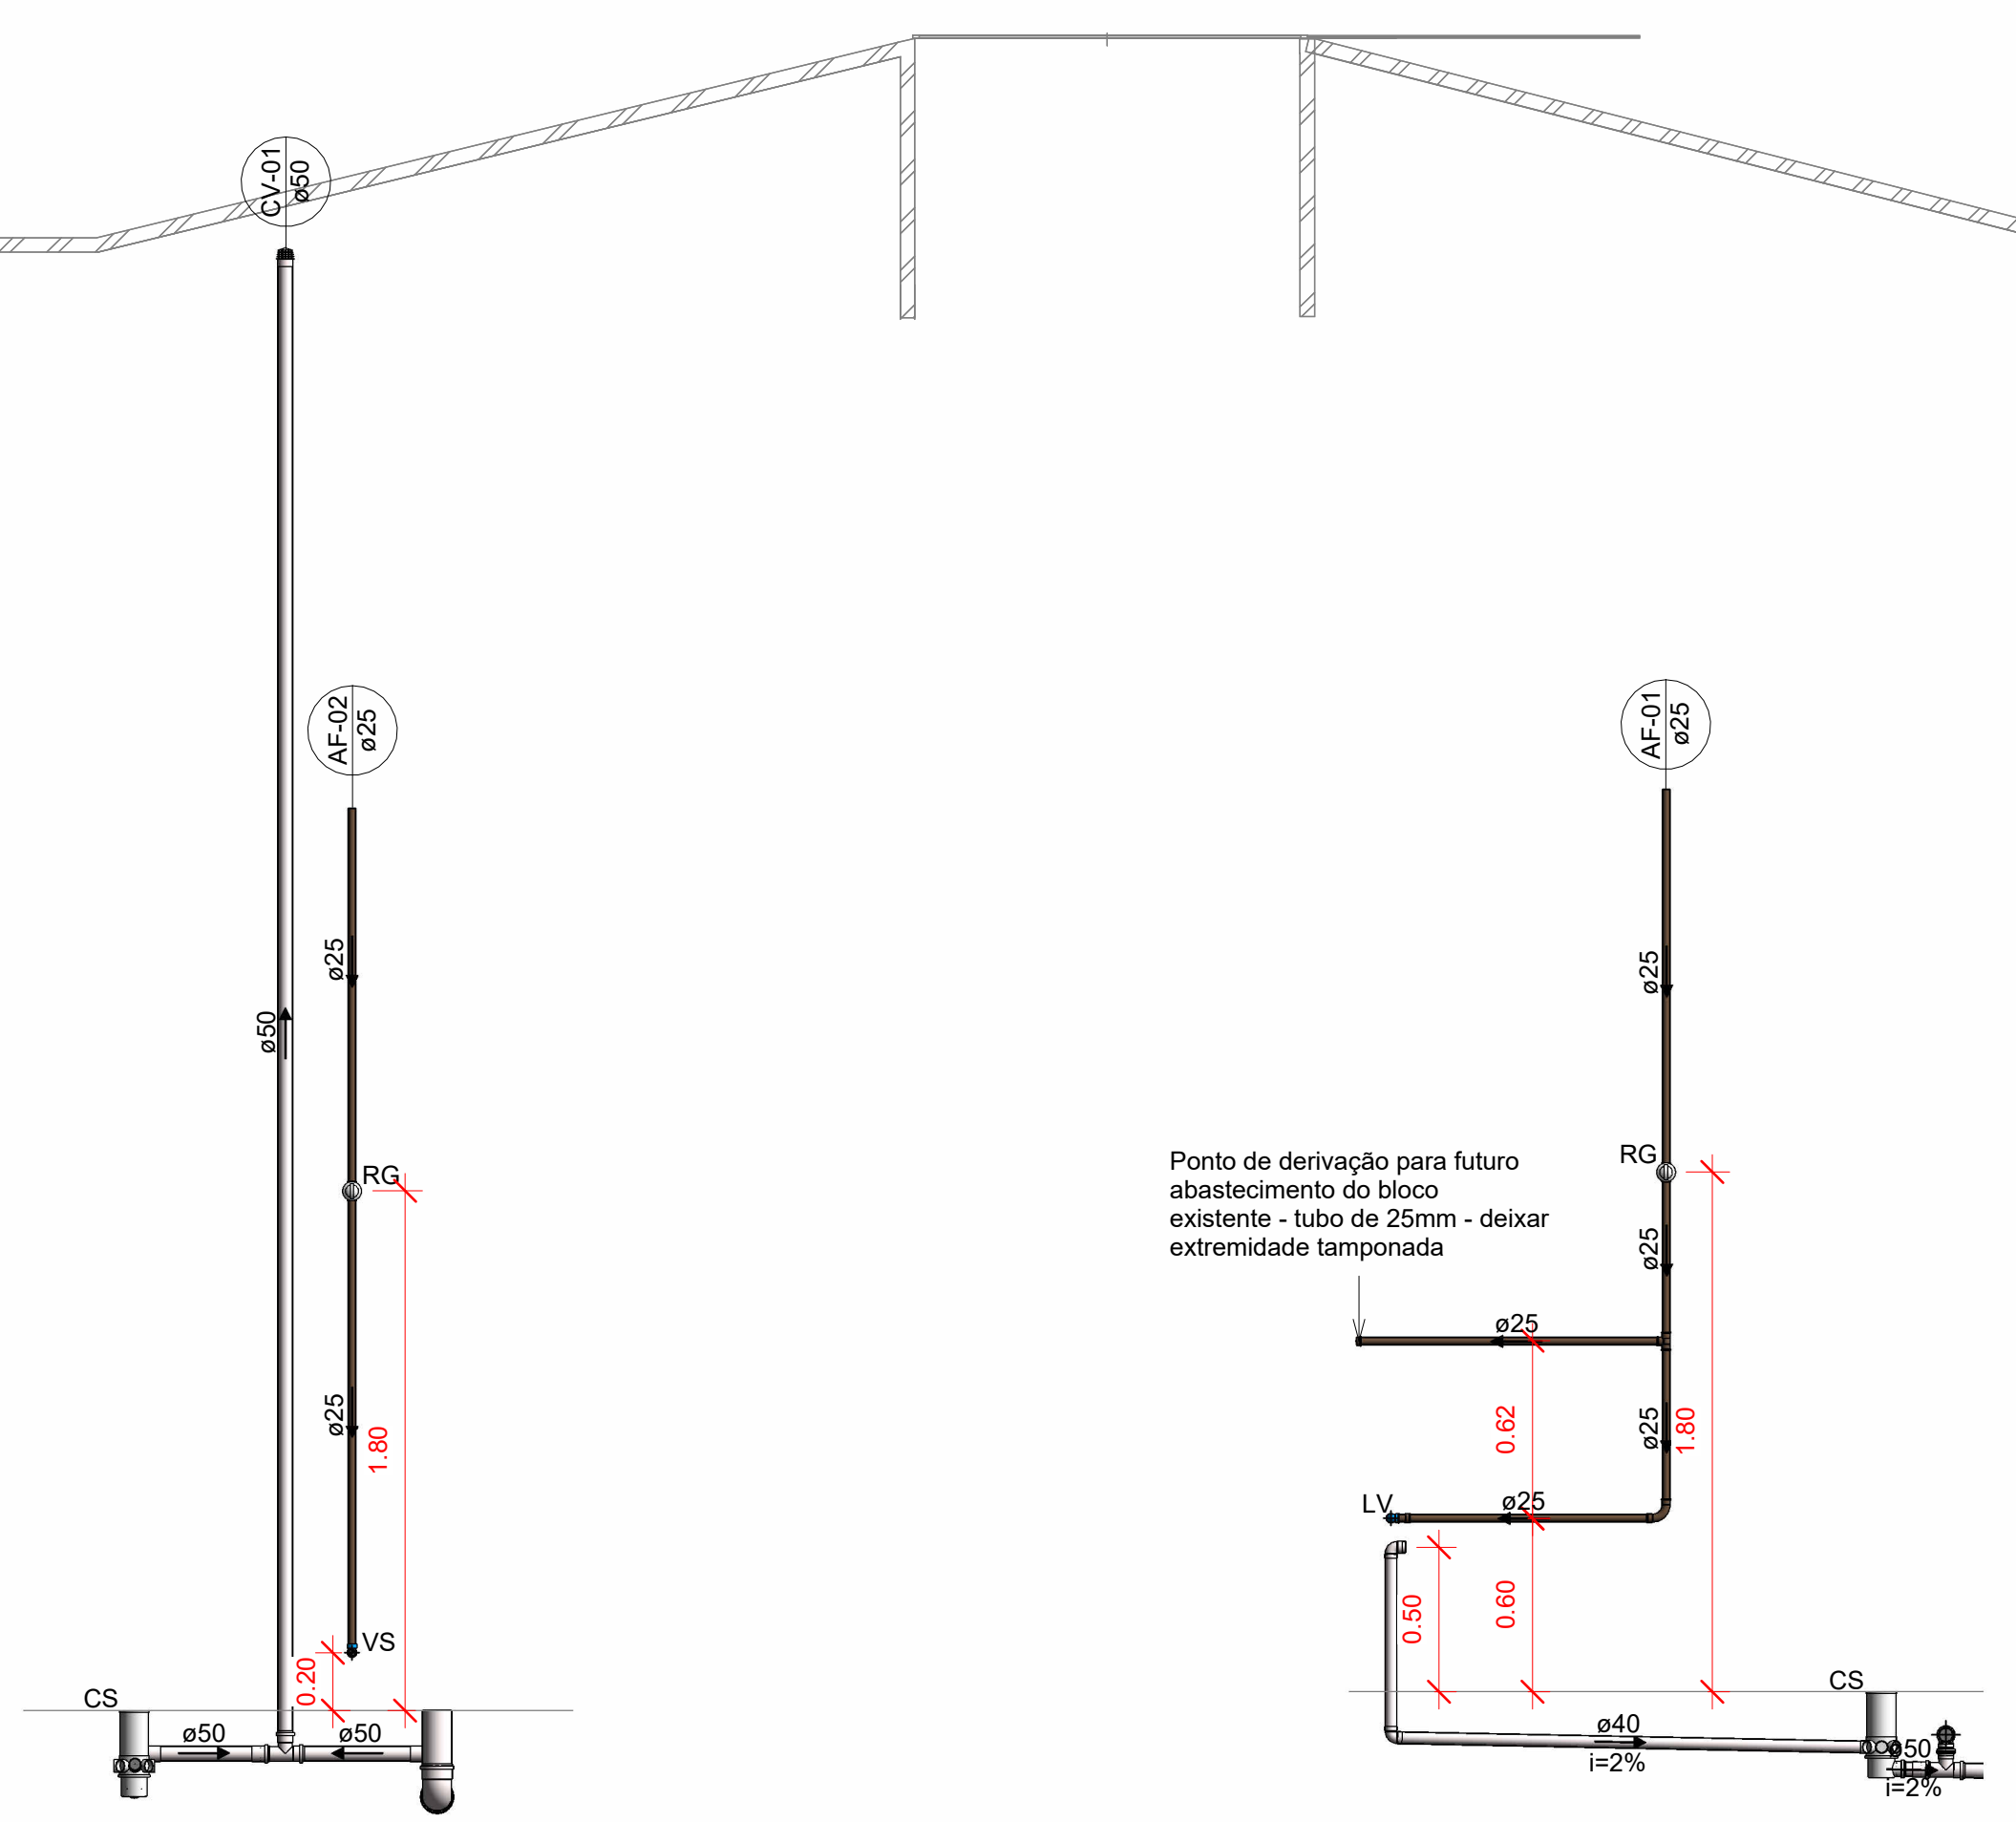 CV-01
ø50
AF-02
ø25
AF-01
ø25
ø25
ø25
ø50
Ponto de derivação para futuro
abastecimento do bloco
existente - tubo de 25mm - deixar
extremidade tamponada
RG
RG
ø25
ø25
ø25
1.80
0.62
ø25
1.80
LV
ø25
0.50
0.60
VS
0.20
CS
CS
ø50
ø50
ø40
i=2%
ø50
i=2%